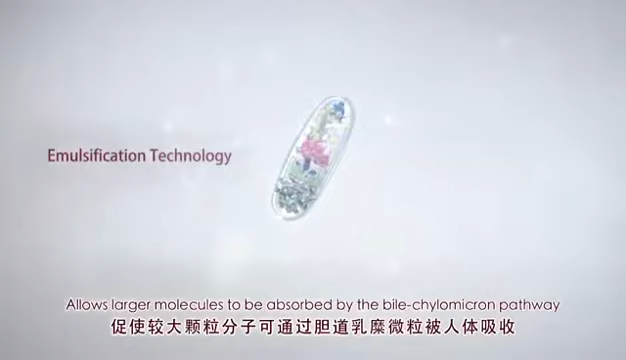 Emulsification Technology
Allows larger molecules to be absorbed by the bile-chylomicron pathway
促使较大颗粒分子可通过胆道乳糜微粒被人体吸收